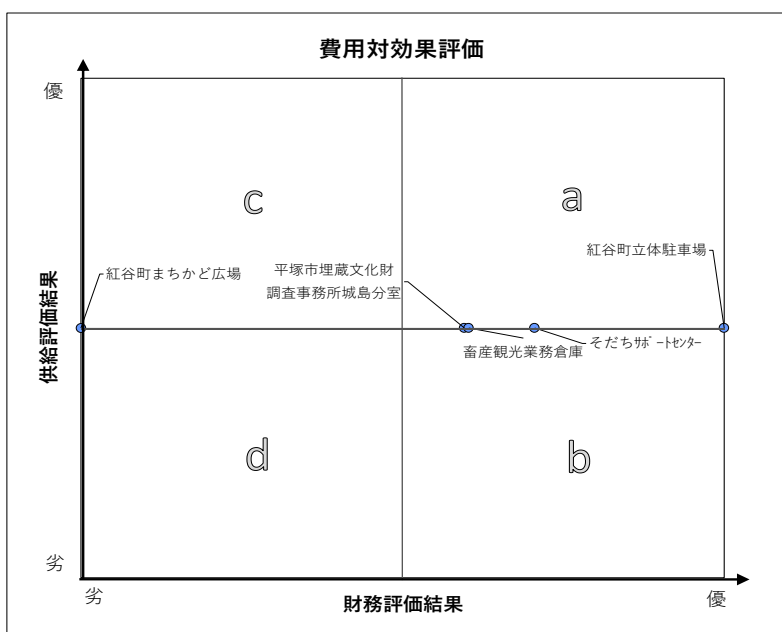 費用対効果評価
優
c
a
紅谷町立体駐車場
平塚市埋蔵文化財
調査事務所城島分室
紅谷町まちかど広場
畜産観光業務倉庫
そだちｻﾎﾟｰﾄｾﾝﾀｰ
供給評価結果
d
b
劣
劣
財務評価結果
優